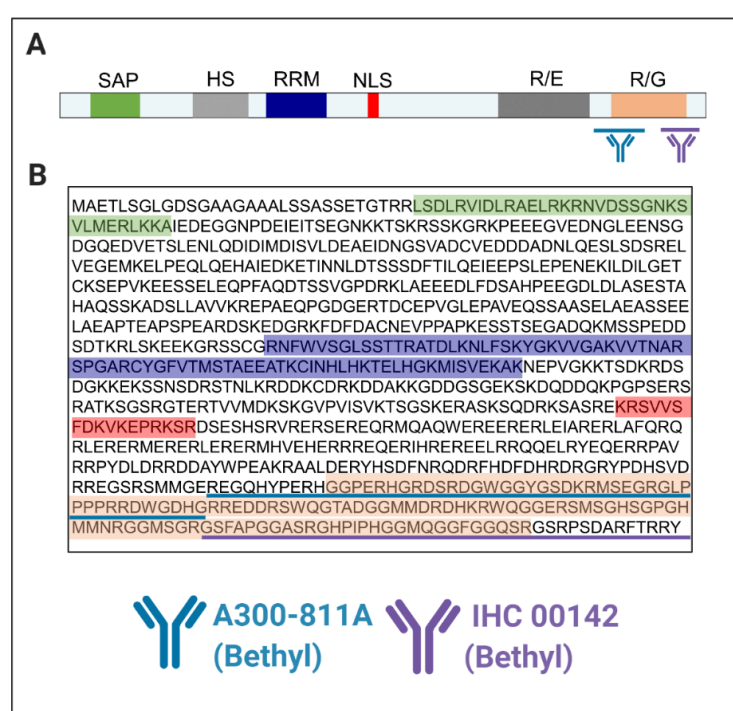 A
SAP HS RRM NLS R/E R/G
B
MAETLSGLGDSGAAGAAALSSASSETGTRRLSDLRVIDLRAELRKRNVDSSGNKS
VLMERLKKAIEDEGGNPDEIEITSEGNKKTSKRSSKGRKPEEEGVEDNGLEENSG
DGQEDVETSLENLQDIDIMDISVLDEAEIDNGSVADCVEDDDADNLQESLSDSREL
VEGEMKELPEQLQEHAIEDKETINNLDTSSSDFTILQEIEEPSLEPENEKILDILGET
CKSEPVKEESSELEQPFAQDTSSVGPDRKLAEEEDLFDSAHPEEGDLDLASESTA
HAQSSKADSLLAVVKREPAEQPGDGERTDCEPVGLEPAVEQSSAASELAEASSEE
LAEAPTEAPSPEARDSKEDGRKFDFDACNEVPPAPKESSTSEGADQKMSSPEDD
SDTKRLSKEEKGRSSCGRNFWVSGLSSTTRATDLKNLFSKYGKVVGAKVVTNAR
SPGARCYGFVTMSTAEEATKCINHLHKTELHGKMISVEKAKNEPVGKKTSDKRDS
DGKKEKSSNSDRSTNLKRDDKCDRKDDAKKGDDGSGEKSKDQDDQKPGPSERS
RATKSGSRGTERTVVMDKSKGVPVISVKTSGSKERASKSQDRKSASREKRSVVS
FDKVKEPRKSRDSESHSRVRERSEREQRMQAQWEREERERLEIARERLAFQRQ
RLERERMERERLERERMHVEHERRREQERIHREREELRRQQELRYEQERRPAV
RRPYDLDRRDDAYWPEAKRAALDERYHSDFNRQDRFHDFDHRDRGRYPDHSVD
RREGSRSMMGEREGQHYPERHGGPERHGRDSRDGWGGYGSDKRMSEGRGLP
PPPRRDWGDHGRREDDRSWQGTADGGMMDRDHKRWQGGERSMSGHSGPGH
MMNRGGMSGRGSFAPGGASRGHPIPHGGMQGGFGGQSRGSRPSDARFTRRY
A300-811A IHC 00142
(Bethyl) (Bethyl)